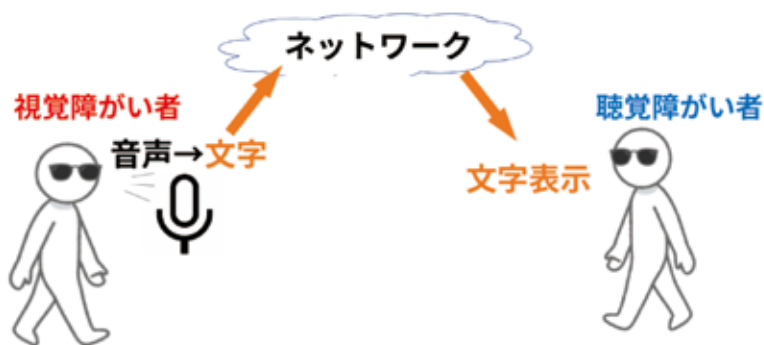 ネットワーク
視覚障がい者
聴覚障がい者
音声→文字
文字表示